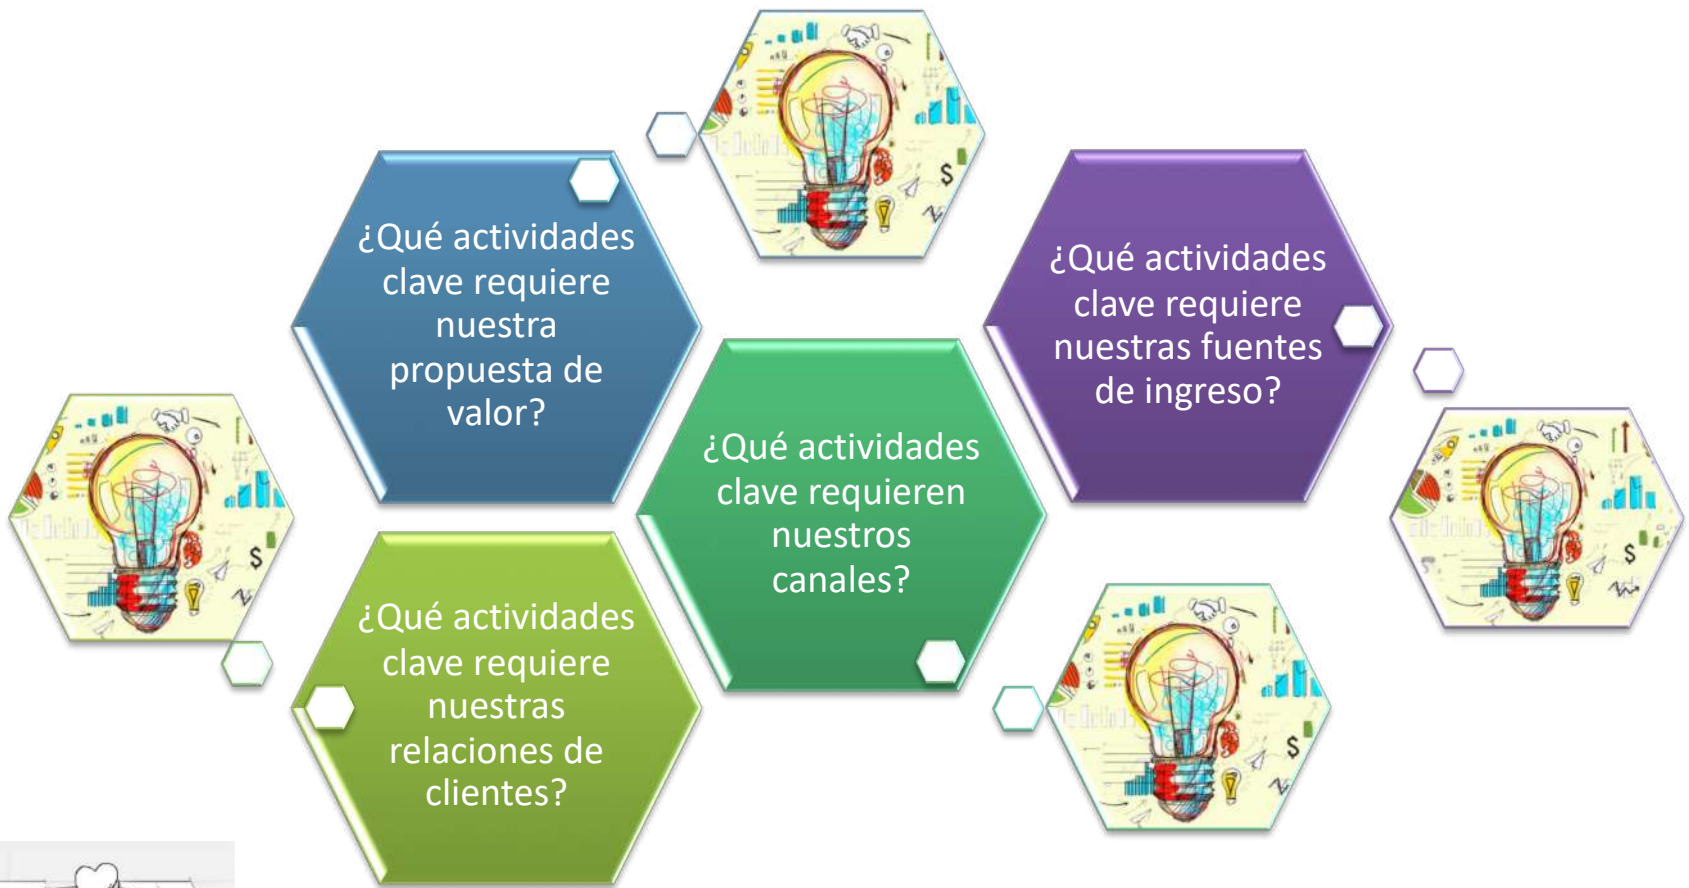 ¿Qué actividades
clave requiere
nuestra
propuesta de
valor?
¿Qué actividades
clave requiere
nuestras fuentes
de ingreso?
¿Qué actividades
clave requieren
nuestros
canales?
¿Qué actividades
clave requiere
nuestras
relaciones de
clientes?
$
$
$
$